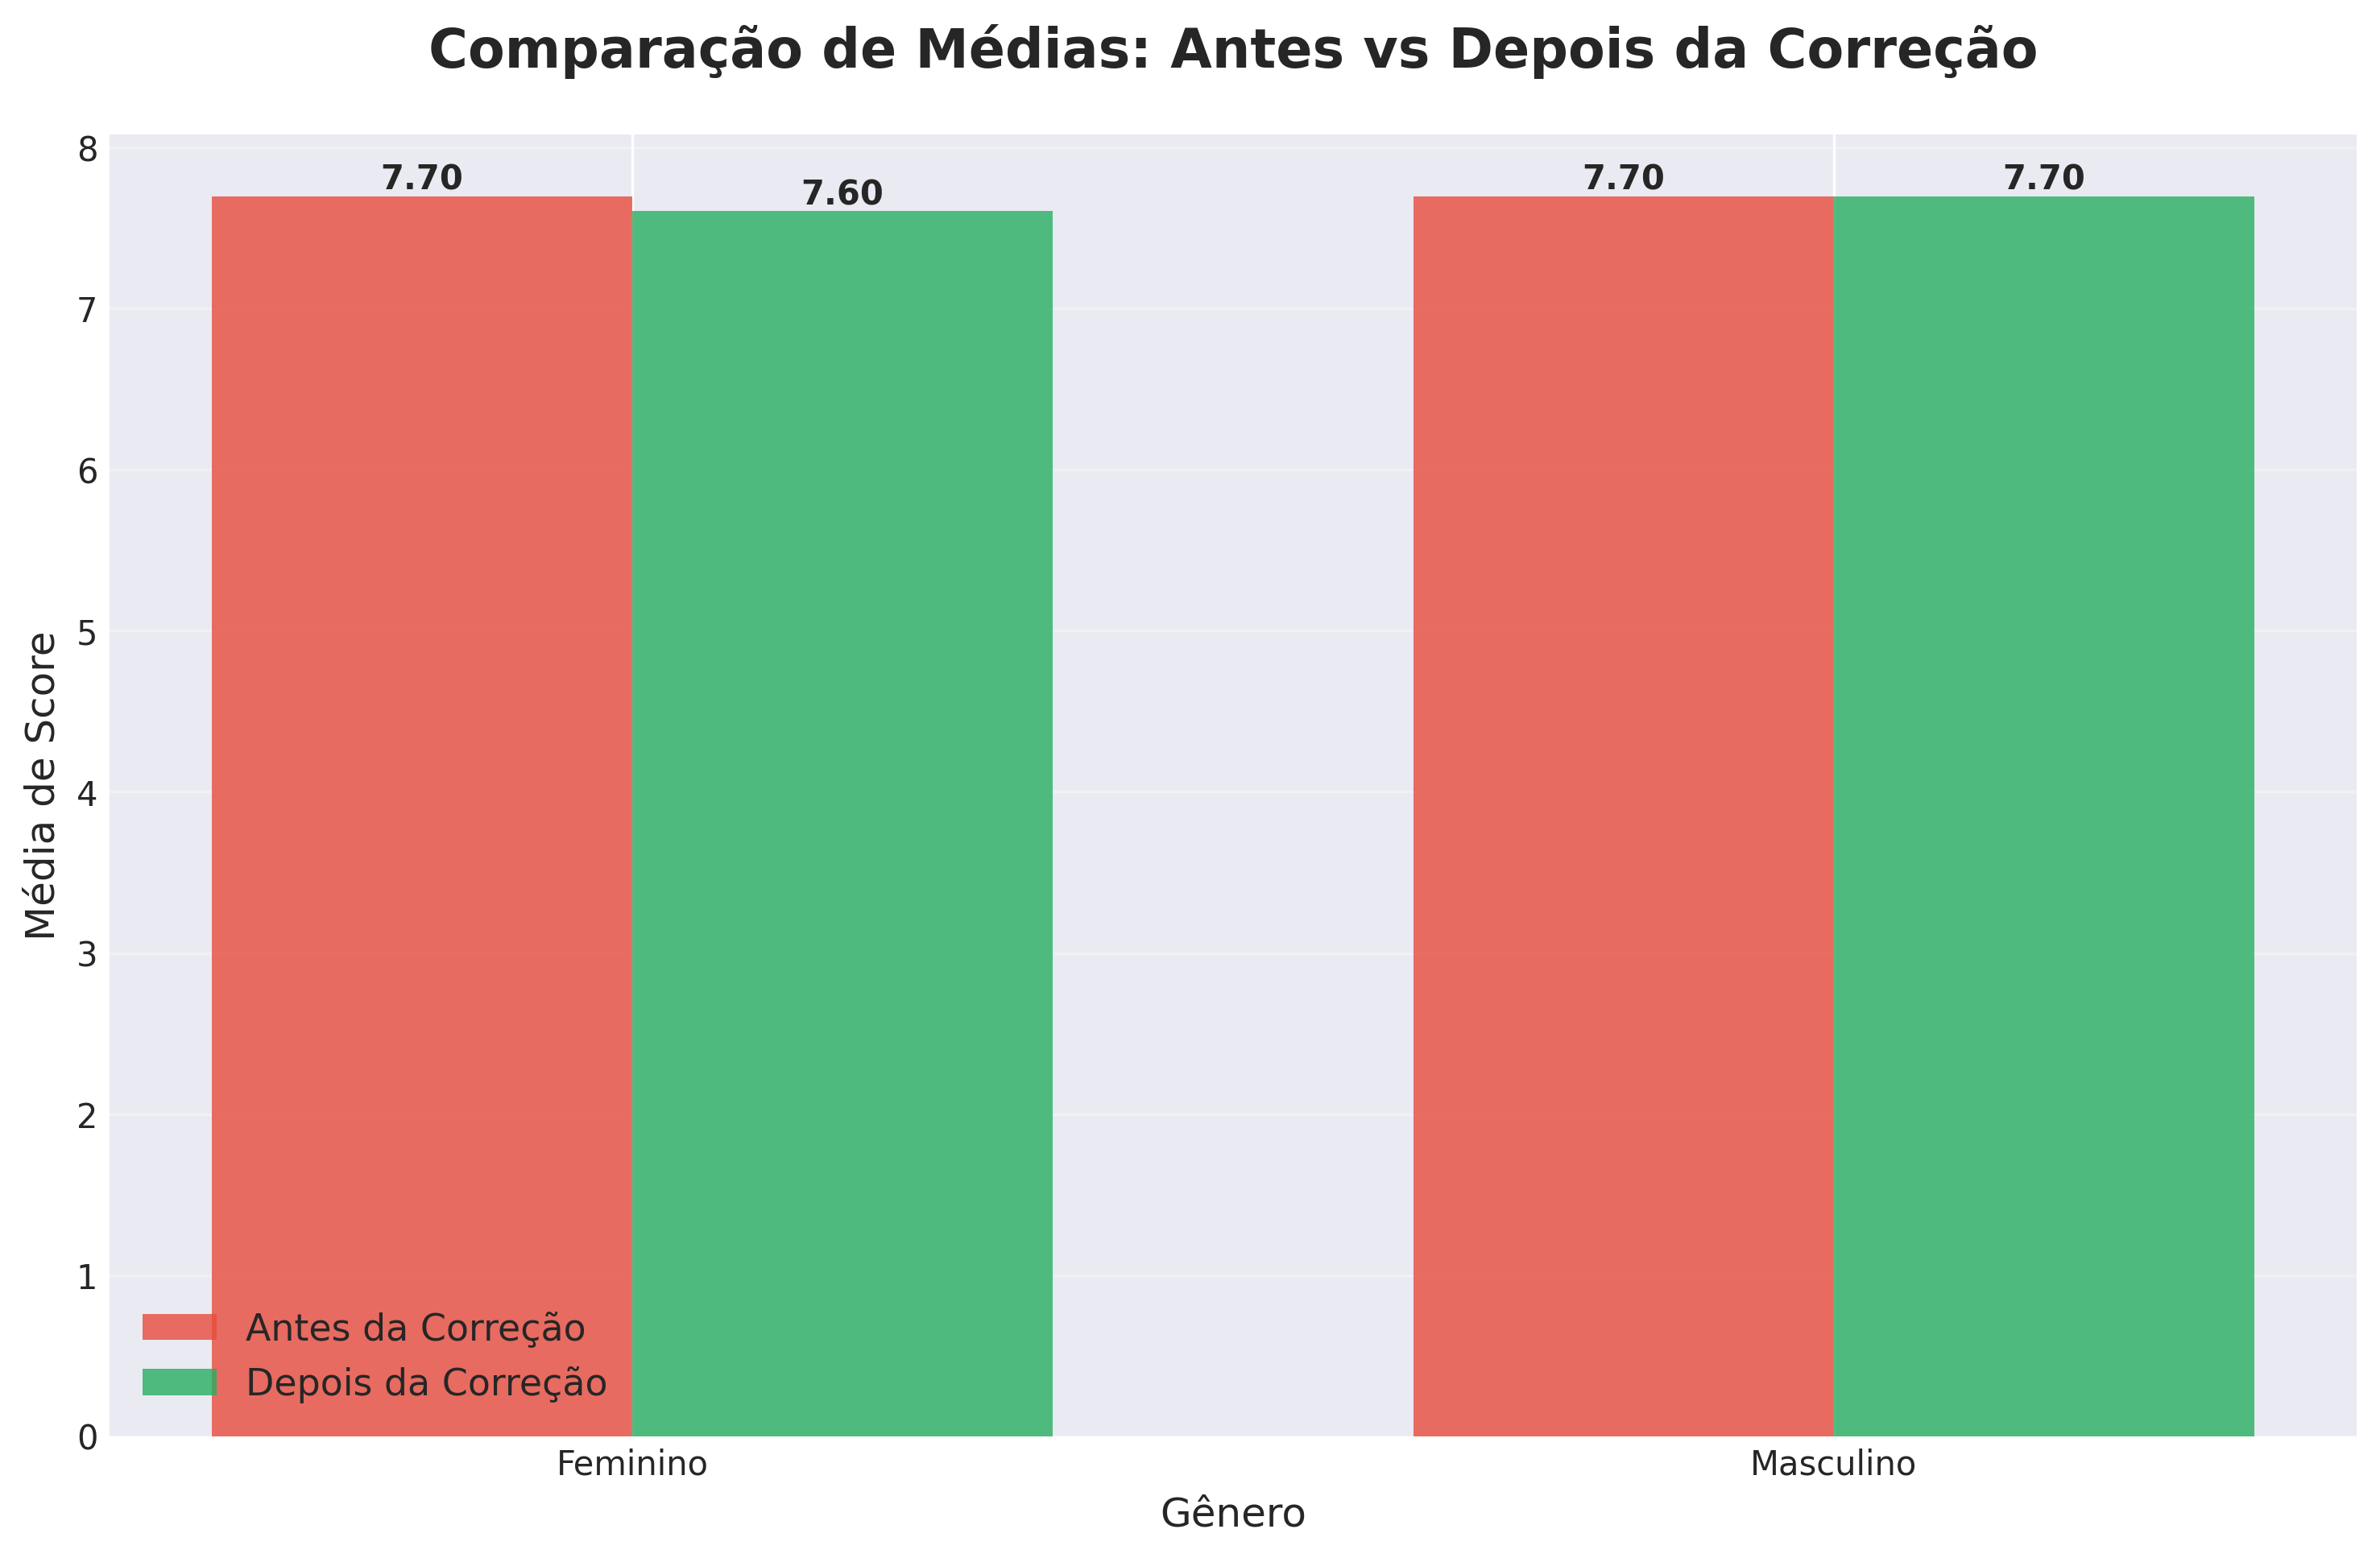 Comparação de Médias: Antes vs Depois da Correção
8
7
6
5
4
3
2
1
0
Média de Score
7.70
7.60
7.70
7.70
Antes da Correção
Depois da Correção
Feminino
Masculino
Gênero